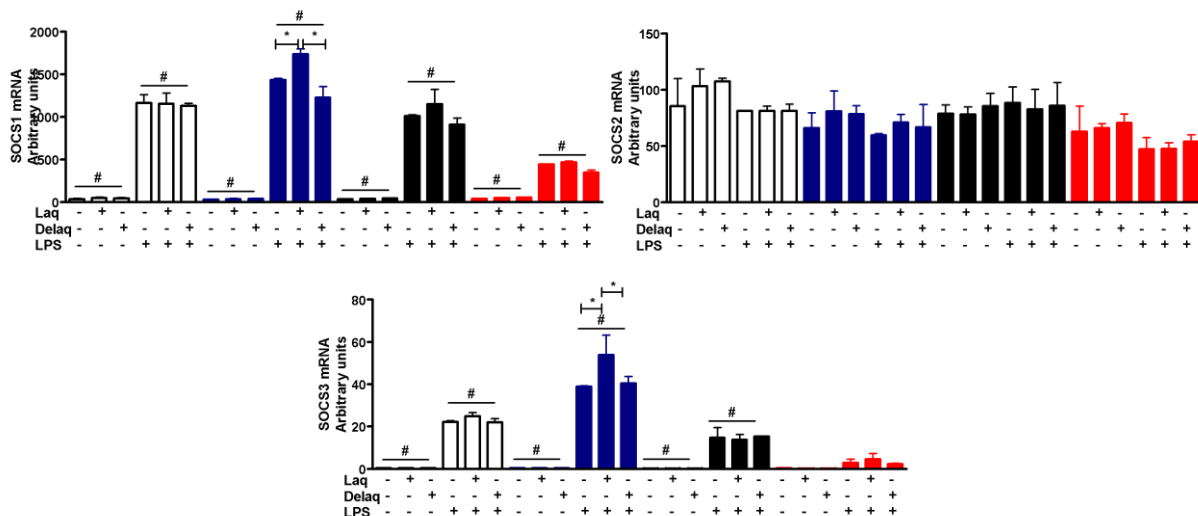 SOCS1 mRNA
Arbitrary units
2000
1500
1000
500
0
#
* *
#
#
#
# # # #
Laq - + - - + - - + - - + - - + - - + - - + - - + -
Delaq - - + - - + - - + - - + - - + - - + - - + - - +
LPS - - - + + + - - - + + + - - - + + + - - - + + +
SOCS2 mRNA
Arbitrary units
150
100
50
0
Laq - + - - + - - + - - + - - + - - + - - + - - + -
Delaq - - + - - + - - + - - + - - + - - + - - + - - +
LPS - - - + + + - - - + + + - - - + + + - - - + + +
SOCS3 mRNA
Arbitrary units
80
60
40
20
0
*
*
#
#
#
# # #
Laq - + - - + - - + - - + - - + - - + - - + - - + -
Delaq - - + - - + - - + - - + - - + - - + - - + - - +
LPS - - - + + + - - - + + + - - - + + + - - - + + +